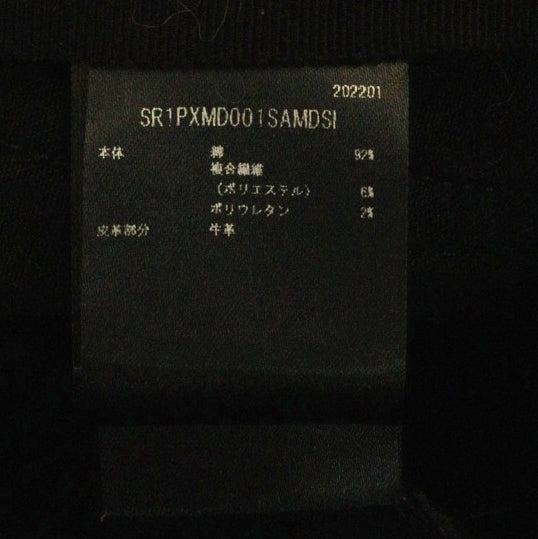 202201
SR1PXMD001SAMDSI
本体 綿 92%
複合繊維
(ポリエステル) 6%
ポリウレタン 2%
皮革部分 牛革